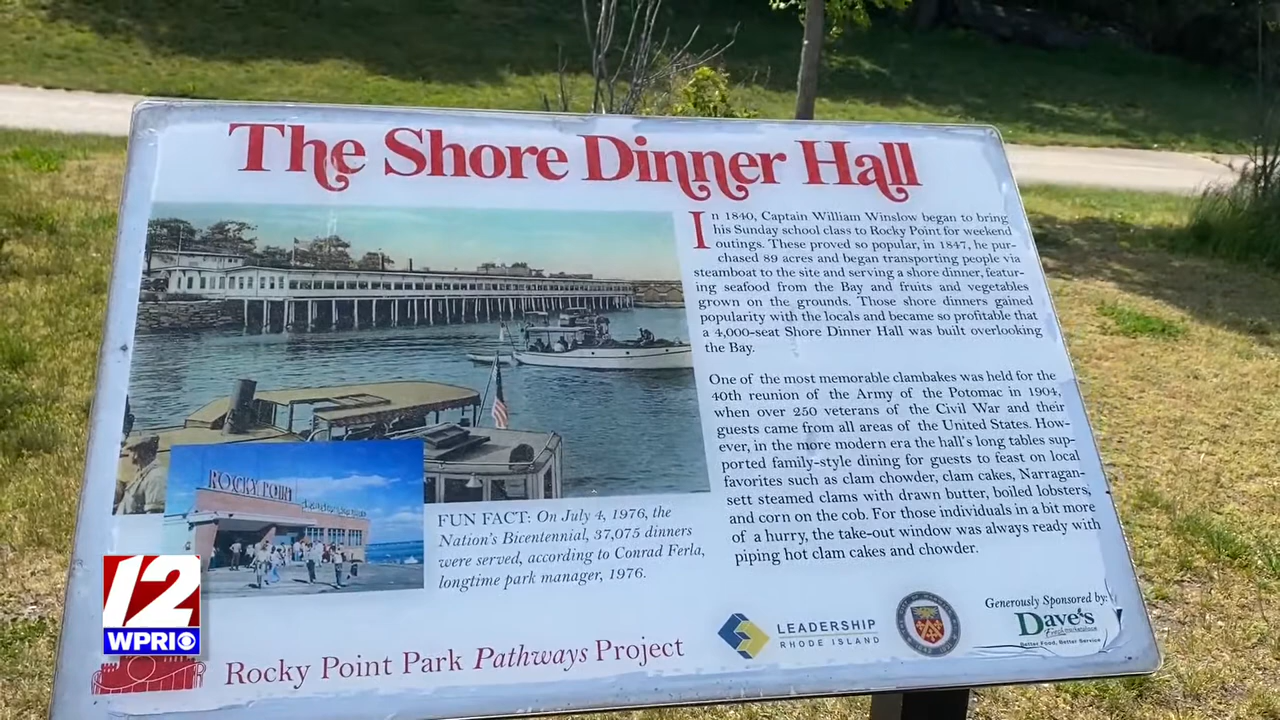 The Shore Dinner Hall
In 1840, Captain William Winslow began to bring
his Sunday school class to Rocky Point for weekend
outings. These proved so popular, in 1847, he pur-
chased 89 acres and began transporting people via
steamboat to the site and serving a shore dinner, featur-
ing seafood from the Bay and fruits and vegetables
grown on the grounds. Those shore dinners gained
popularity with the locals and became so profitable that
a 4,000-seat Shore Dinner Hall was built overlooking
the Bay.
One of the most memorable clambakes was held for the
40th reunion of the Army of the Potomac in 1904,
when over 250 veterans of the Civil War and their
guests came from all areas of the United States. How-
ever, in the more modern era the hall's long tables sup-
ported family-style dining for guests to feast on local
favorites such as clam chowder, clam cakes, Narragan-
sett steamed clams with drawn butter, boiled lobsters,
and corn on the cob. For those individuals in a bit more
of a hurry, the take-out window was always ready with
piping hot clam cakes and chowder.
ROCKY POINT
FUN FACT: On July 4, 1976, the
Nation's Bicentennial, 37,075 dinners
were served, according to Conrad Ferla,
longtime park manager, 1976.
12
WPRI
Rocky Point Park Pathways Project
LEADERSHIP
RHODE ISLAND
Generously Sponsored by:
Dave's
Fresh Marketplace
Better Food, Better Service